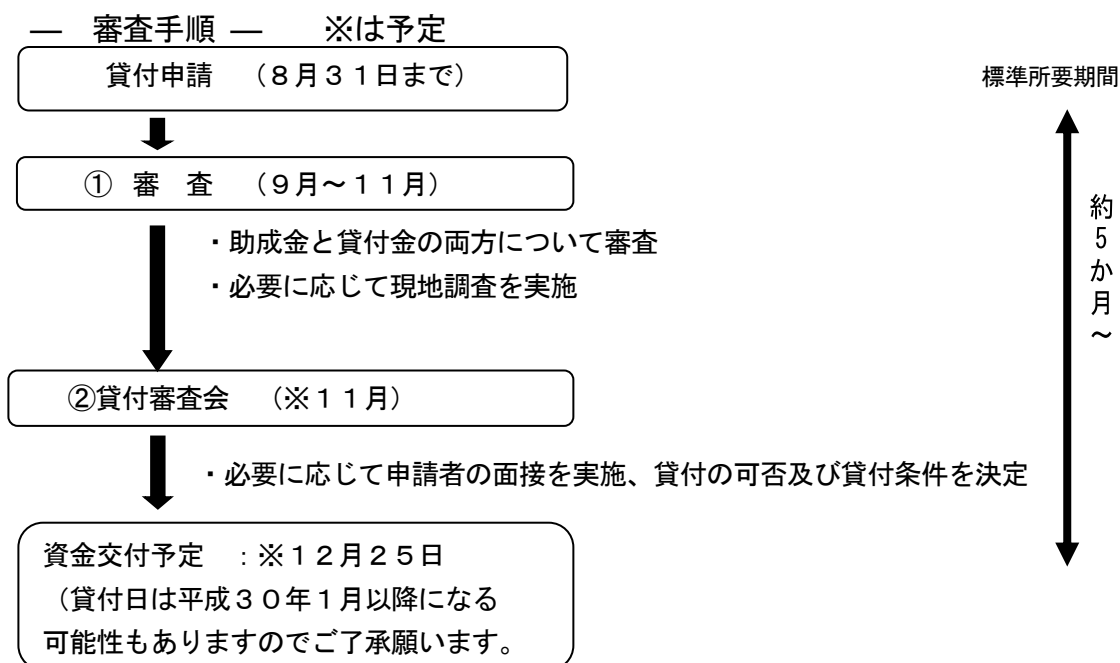 ― 審査手順 ― ※は予定
貸付申請 （８月３１日まで）
標準所要期間
① 審 査 （９月～１１月）
・助成金と貸付金の両方について審査
・必要に応じて現地調査を実施
約５か月～
②貸付審査会 （※１１月）
・必要に応じて申請者の面接を実施、貸付の可否及び貸付条件を決定
資金交付予定 ：※１２月２５日
（貸付日は平成３０年１月以降になる
可能性もありますのでご了承願います。